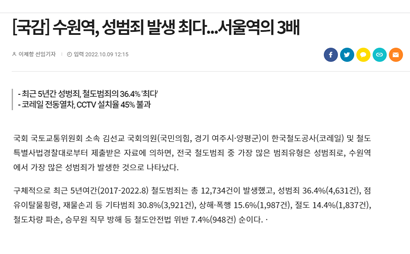 [국감] 수원역, 성범죄 발생 최다...서울역의 3배
이제형 선임기자
입력 2022.10.09 12:15
- 최근 5년간 성범죄, 철도범죄의 36.4% '최다'
- 코레일 전동열차, CCTV 설치율 45% 불과
국회 국토교통위원회 소속 김선교 국회의원(국민의힘, 경기 여주시·양평군)이 한국철도공사(코레일) 및 철도
특별사법경찰대로부터 제출받은 자료에 의하면, 전국 철도범죄 중 가장 많은 범죄유형은 성범죄로, 수원역
에서 가장 많은 성범죄가 발생한 것으로 나타났다.
구체적으로 최근 5년여간(2017-2022.8) 철도범죄는 총 12,734건이 발생했고, 성범죄 36.4%(4,631건), 점
유이탈물횡령, 재물손괴 등 기타범죄 30.8%(3,921건), 상해·폭행 15.6%(1,987건), 절도 14.4%(1,837건),
철도차량 파손, 승무원 직무 방해 등 철도안전법 위반 7.4%(948건) 순이다. ·